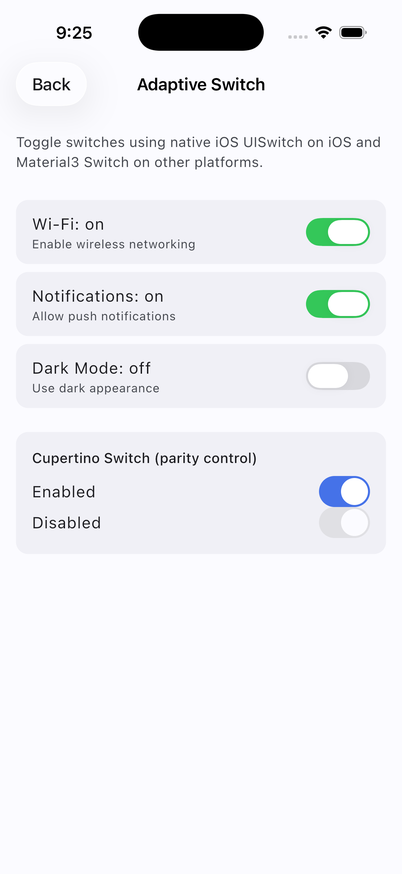 9:25
Back
Adaptive Switch
Toggle switches using native iOS UISwitch on iOS and
Material3 Switch on other platforms.
Wi-Fi: on
Enable wireless networking
Notifications: on
Allow push notifications
Dark Mode: off
Use dark appearance
Cupertino Switch (parity control)
Enabled
Disabled